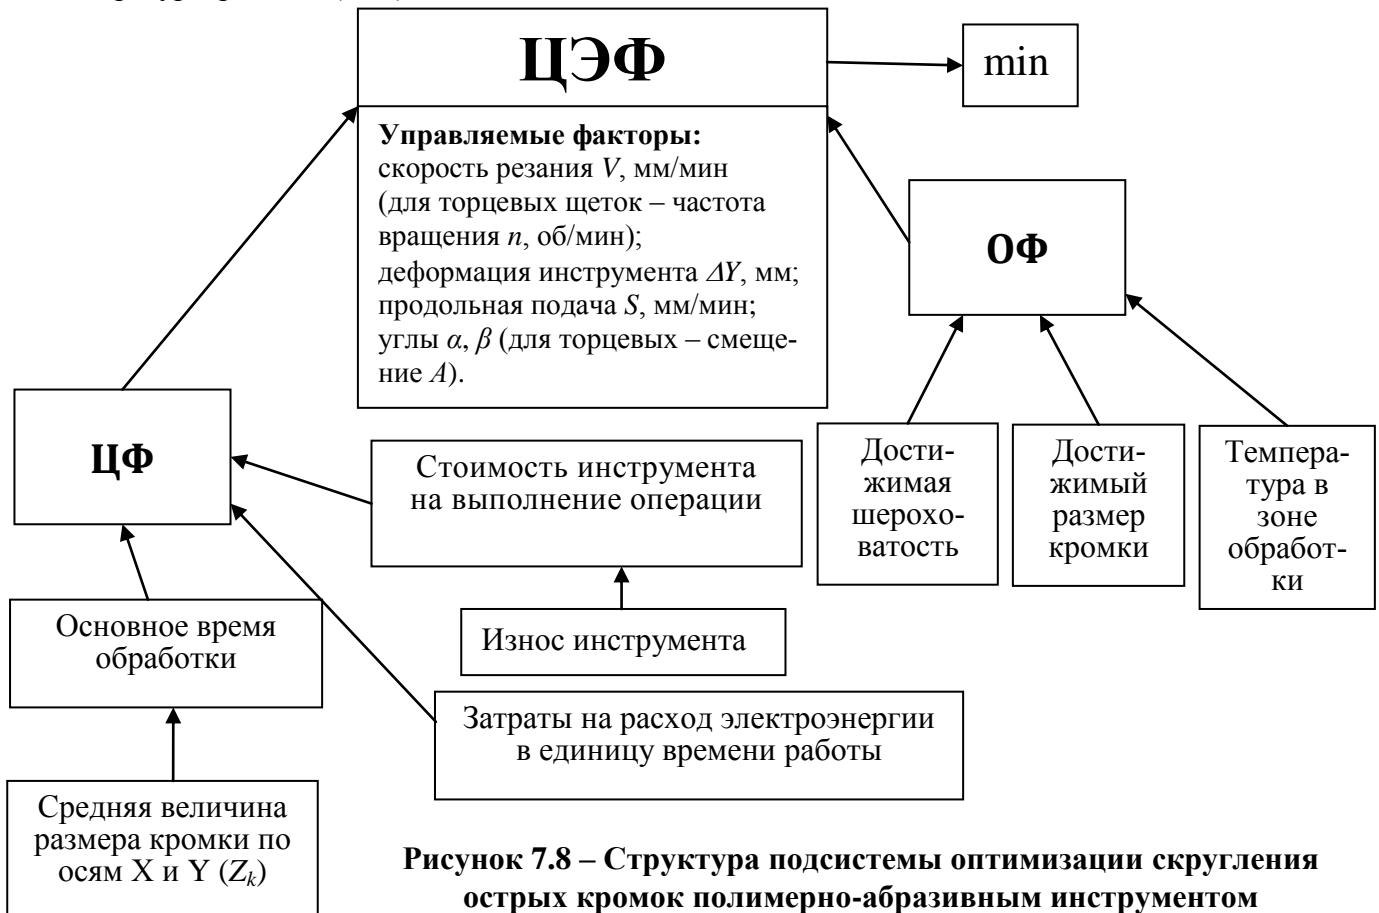 ЦЭФ
min
Управляемые факторы:
скорость резания V, мм/мин
(для торцевых щеток – частота
вращения n, об/мин);
деформация инструмента ΔY, мм;
продольная подача S, мм/мин;
углы α, β (для торцевых – смеще-
ние A).
ОФ
ЦФ
Стоимость инструмента
на выполнение операции
Дости-
жимая
шерохо-
ватость
Дости-
жимый
размер
кромки
Темпера-
тура в
зоне
обработ-
ки
Основное время
обработки
Износ инструмента
Затраты на расход электроэнергии
в единицу времени работы
Средняя величина
размера кромки по
осям X и Y (Zk)
Рисунок 7.8 – Структура подсистемы оптимизации скругления
острых кромок полимерно-абразивным инструментом